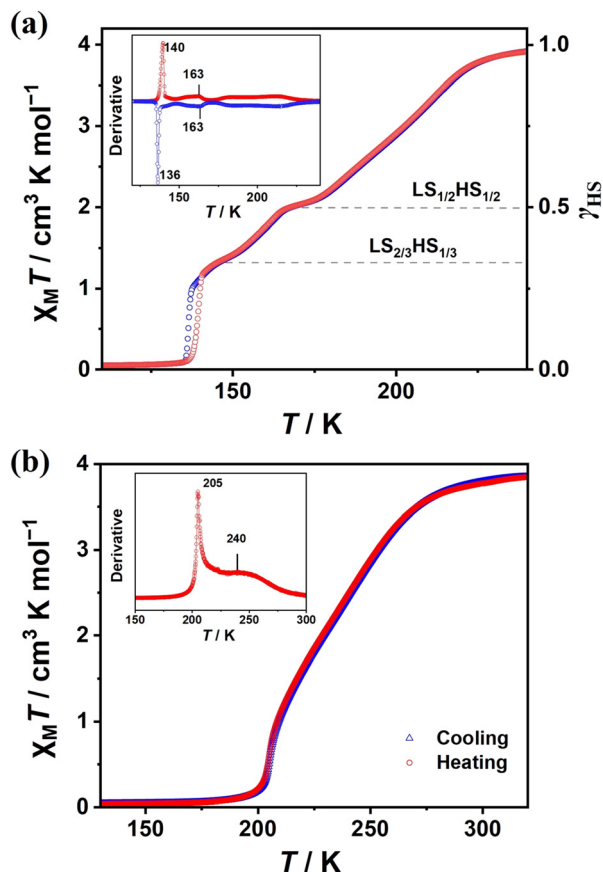 (a)
4
3
2
1
0
150
200
1.0
0.5
0.0
XMT / cm³ K mol⁻¹
γHS
T / K
LS1/2HS1/2
LS2/3HS1/3
140
163
163
136
Derivative
150
200
T / K
(b)
4
3
2
1
0
150
200
250
300
XMT / cm³ K mol⁻¹
T / K
205
240
Derivative
150
200
250
300
T / K
Cooling
Heating